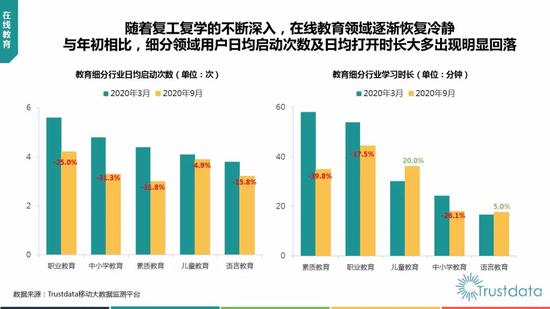 在线教育
随着复工复学的不断深入，在线教育领域逐渐恢复冷静
与年初相比，细分领域用户日均启动次数及日均打开时长大多出现明显回落
教育细分行业日均启动次数（单位：次）
2020年3月 2020年9月
6
4
2
0
-25.0% -31.3% -31.8% -4.9% -15.8%
职业教育 中小学教育 素质教育 儿童教育 语言教育
教育细分行业学习时长（单位：分钟）
2020年3月 2020年9月
60
40
20
0
-39.8% -17.5% 20.0% -26.1% 5.0%
素质教育 职业教育 儿童教育 中小学教育 语言教育
数据来源：Trustdata移动大数据监测平台
Trustdata